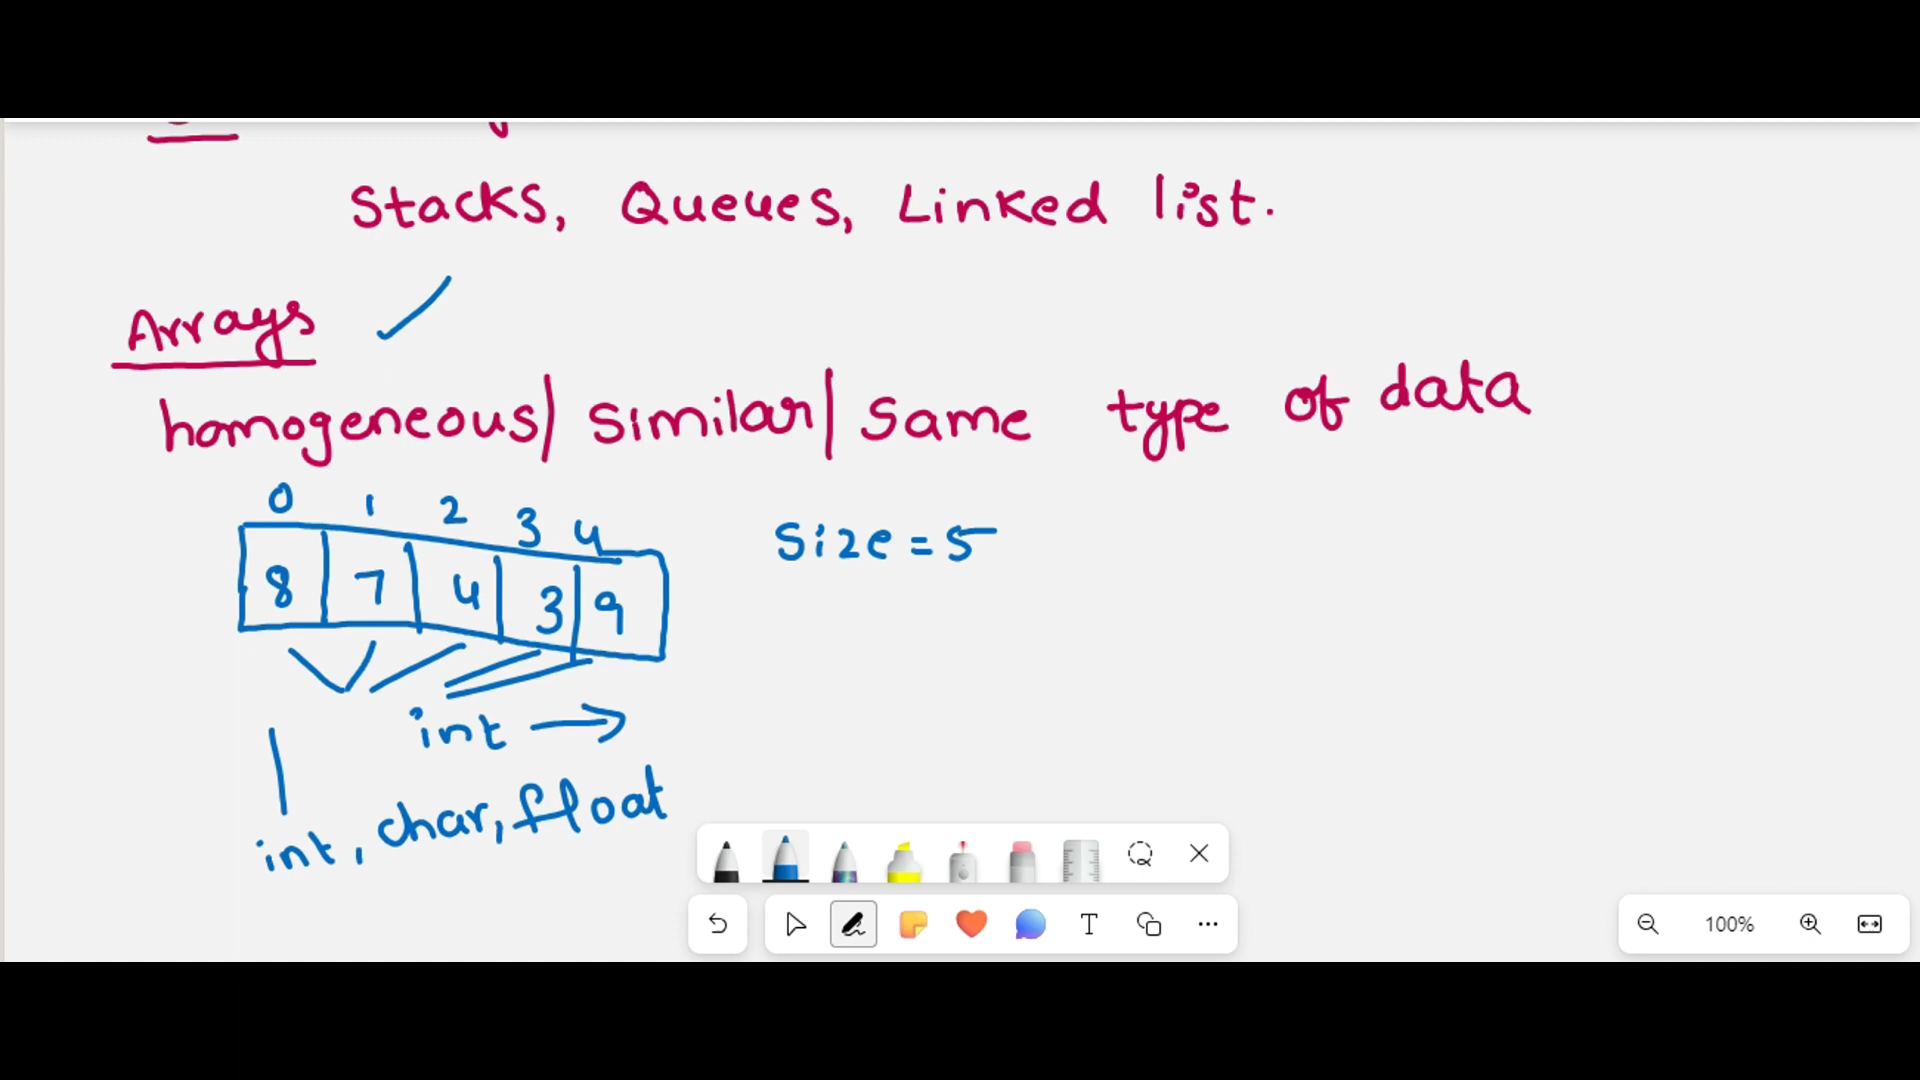 Stacks, Queues, Linked list.
Arrays
homogeneous/ similar/ same type of data
0 1 2 3 4
8 7 4 3 9
Size = 5
int →
int, char, float
T
100%